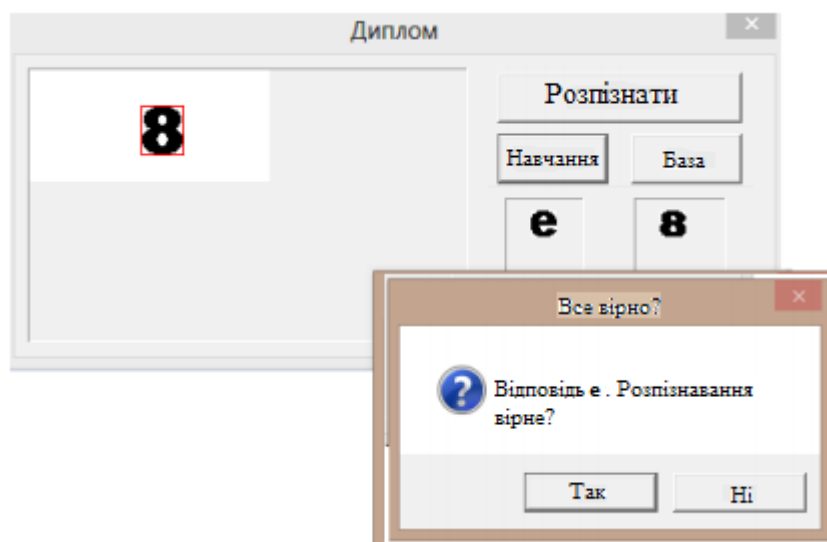 Диплом
8
Розпізнати
Навчання
База
е
8
Все вірно?
Відповідь е . Розпізнавання
вірне?
Так
Ні